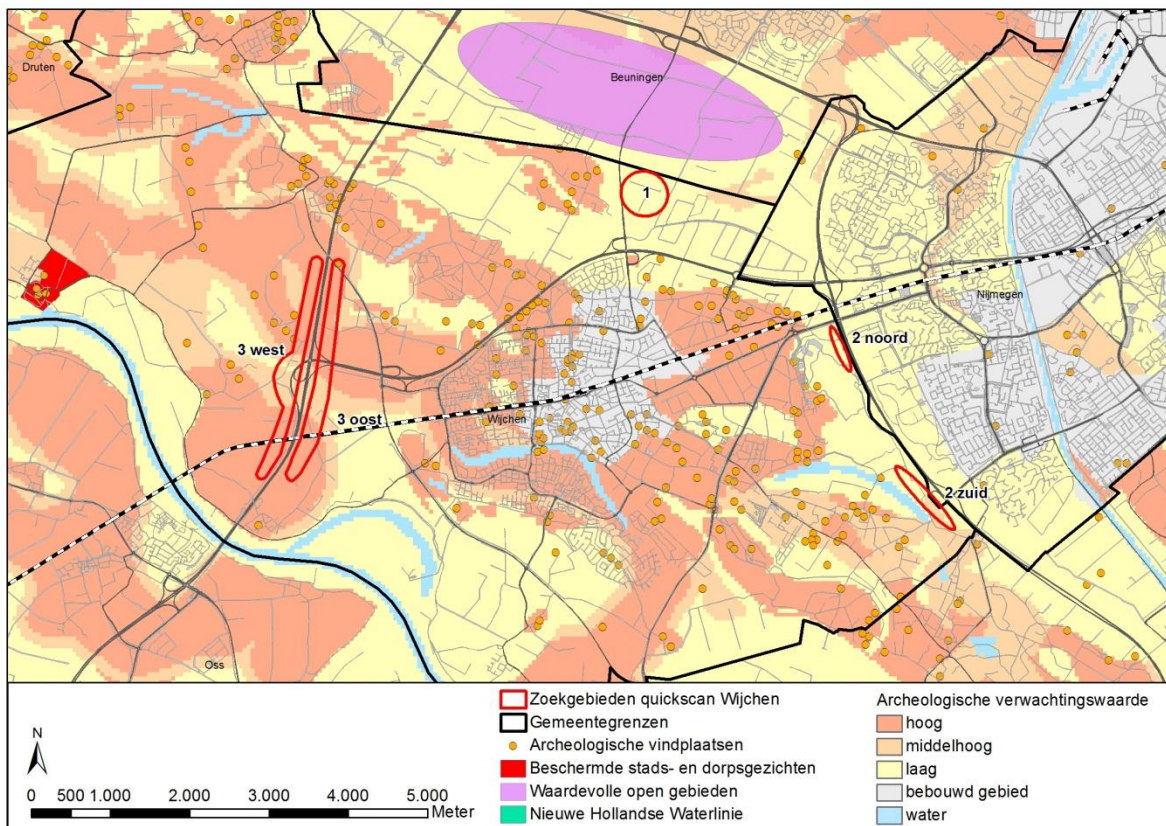 Druten
Beuningen
1
Nijmegen
2 noord
3 west
3 oost
Wijchen
2 zuid
Oss
N
0 500 1.000 2.000 3.000 4.000 5.000
Meter
Zoekgebieden quickscan Wijchen
Gemeentegrenzen
Archeologische vindplaatsen
Beschermde stads- en dorpsgezichten
Waardevolle open gebieden
Nieuwe Hollandse Waterlinie
Archeologische verwachtingswaarde
hoog
middelhoog
laag
bebouwd gebied
water